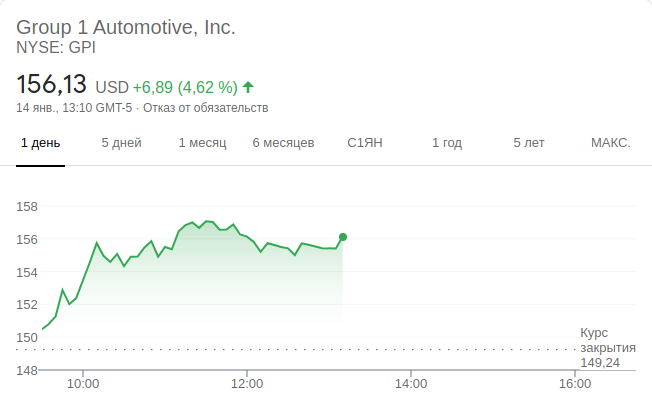 Group 1 Automotive, Inc.
NYSE: GPI
156,13 USD +6,89 (4,62 %)
14 янв., 13:10 GMT-5 · Отказ от обязательств
1 день 5 дней 1 месяц 6 месяцев С1ЯН 1 год 5 лет МАКС.
158
156
154
152
150
148
Курс
закрытия
149,24
10:00 12:00 14:00 16:00